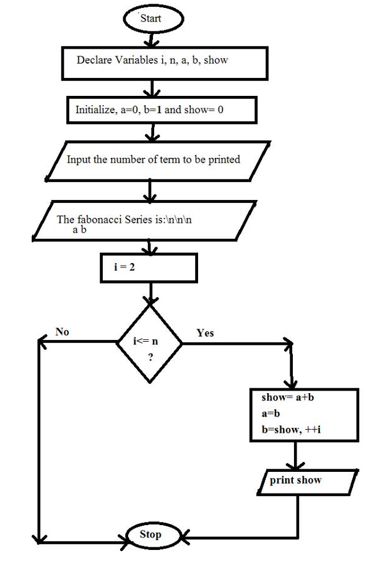 Start
Declare Variables i, n, a, b, show
Initialize, a=0, b=1 and show= 0
Input the number of term to be printed
The fabonacci Series is:\n\n\n
a b
i = 2
No
i<= n
?
Yes
show= a+b
a=b
b=show, ++i
print show
Stop